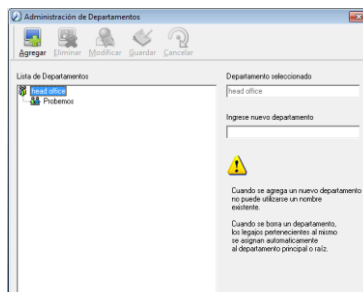 Administración de Departamentos
Agregar Eliminar Modificar Guardar Cancelar
Lista de Departamentos
head office
Probemos
Departamento seleccionado
head office
Ingrese nuevo departamento
Cuando se agrega un nuevo departamento
no puede utilizarse un nombre
existente.
Cuando se borra un departamento,
los legajos pertenecientes al mismo
se asignan automaticamente
al departamento principal o raíz.